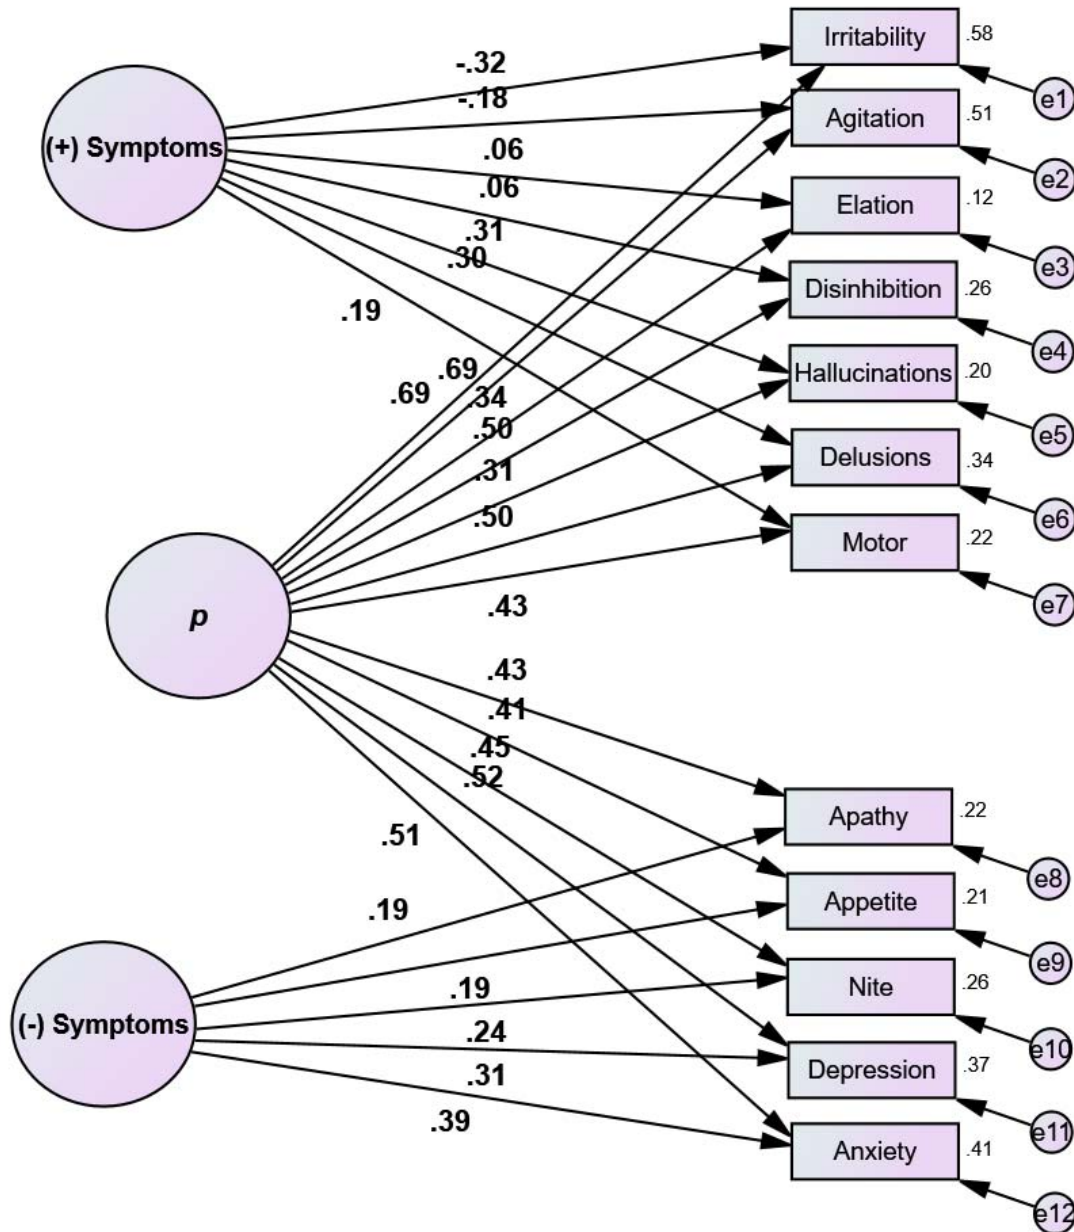 Irritability .58
-.32
e1
-.18
Agitation .51
(+) Symptoms
.06
e2
.06
Elation .12
.31
.30
e3
Disinhibition .26
.19
e4
.69
Hallucinations .20
.69
.34
.50
e5
.31
Delusions .34
.50
e6
Motor .22
p
.43
e7
.43
.41
.45
.52
Apathy .22
.51
e8
.19
Appetite .21
e9
.19
Nite .26
(-) Symptoms
.24
e10
.31
Depression .37
.39
e11
Anxiety .41
e12